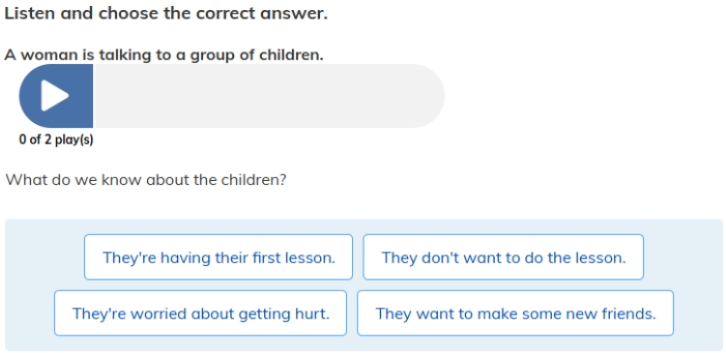 Listen and choose the correct answer.
A woman is talking to a group of children.
0 of 2 play(s)
What do we know about the children?
They're having their first lesson.
They don't want to do the lesson.
They're worried about getting hurt.
They want to make some new friends.